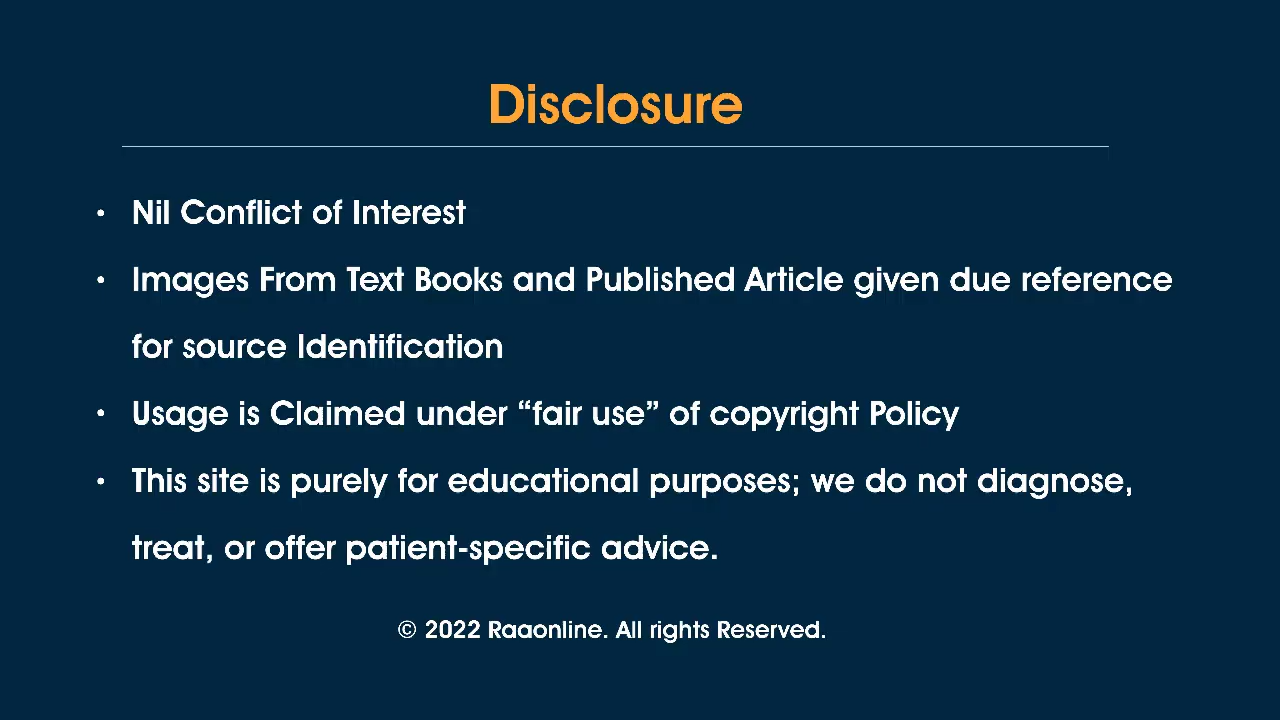 Disclosure
• Nil Conflict of Interest
• Images From Text Books and Published Article given due reference
for source Identification
• Usage is Claimed under “fair use” of copyright Policy
• This site is purely for educational purposes; we do not diagnose,
treat, or offer patient-specific advice.
© 2022 Raaonline. All rights Reserved.